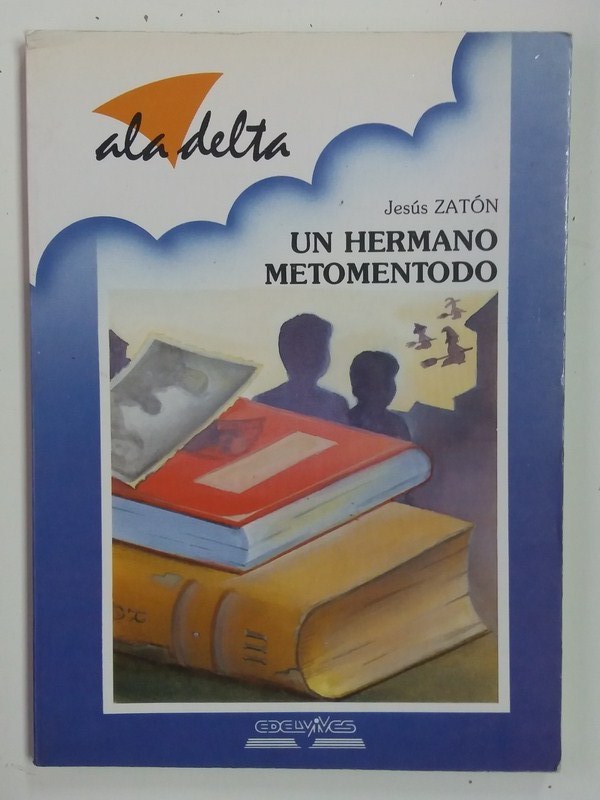 ala delta
Jesús ZATÓN
UN HERMANO
METOMENTODO
EDELVIVES